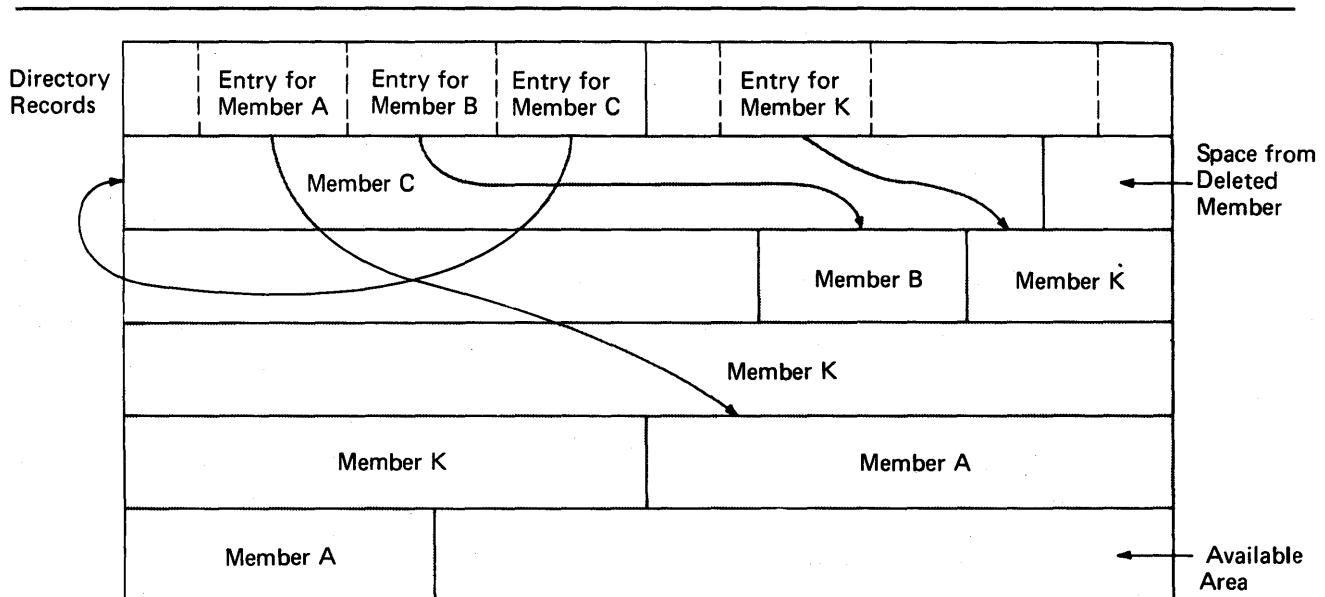 Directory
Records
Entry for
Member A
Entry for
Member B
Entry for
Member C
Entry for
Member K
Member C
Space from
Deleted
Member
Member B
Member K
Member K
Member K
Member A
Member A
Available
Area